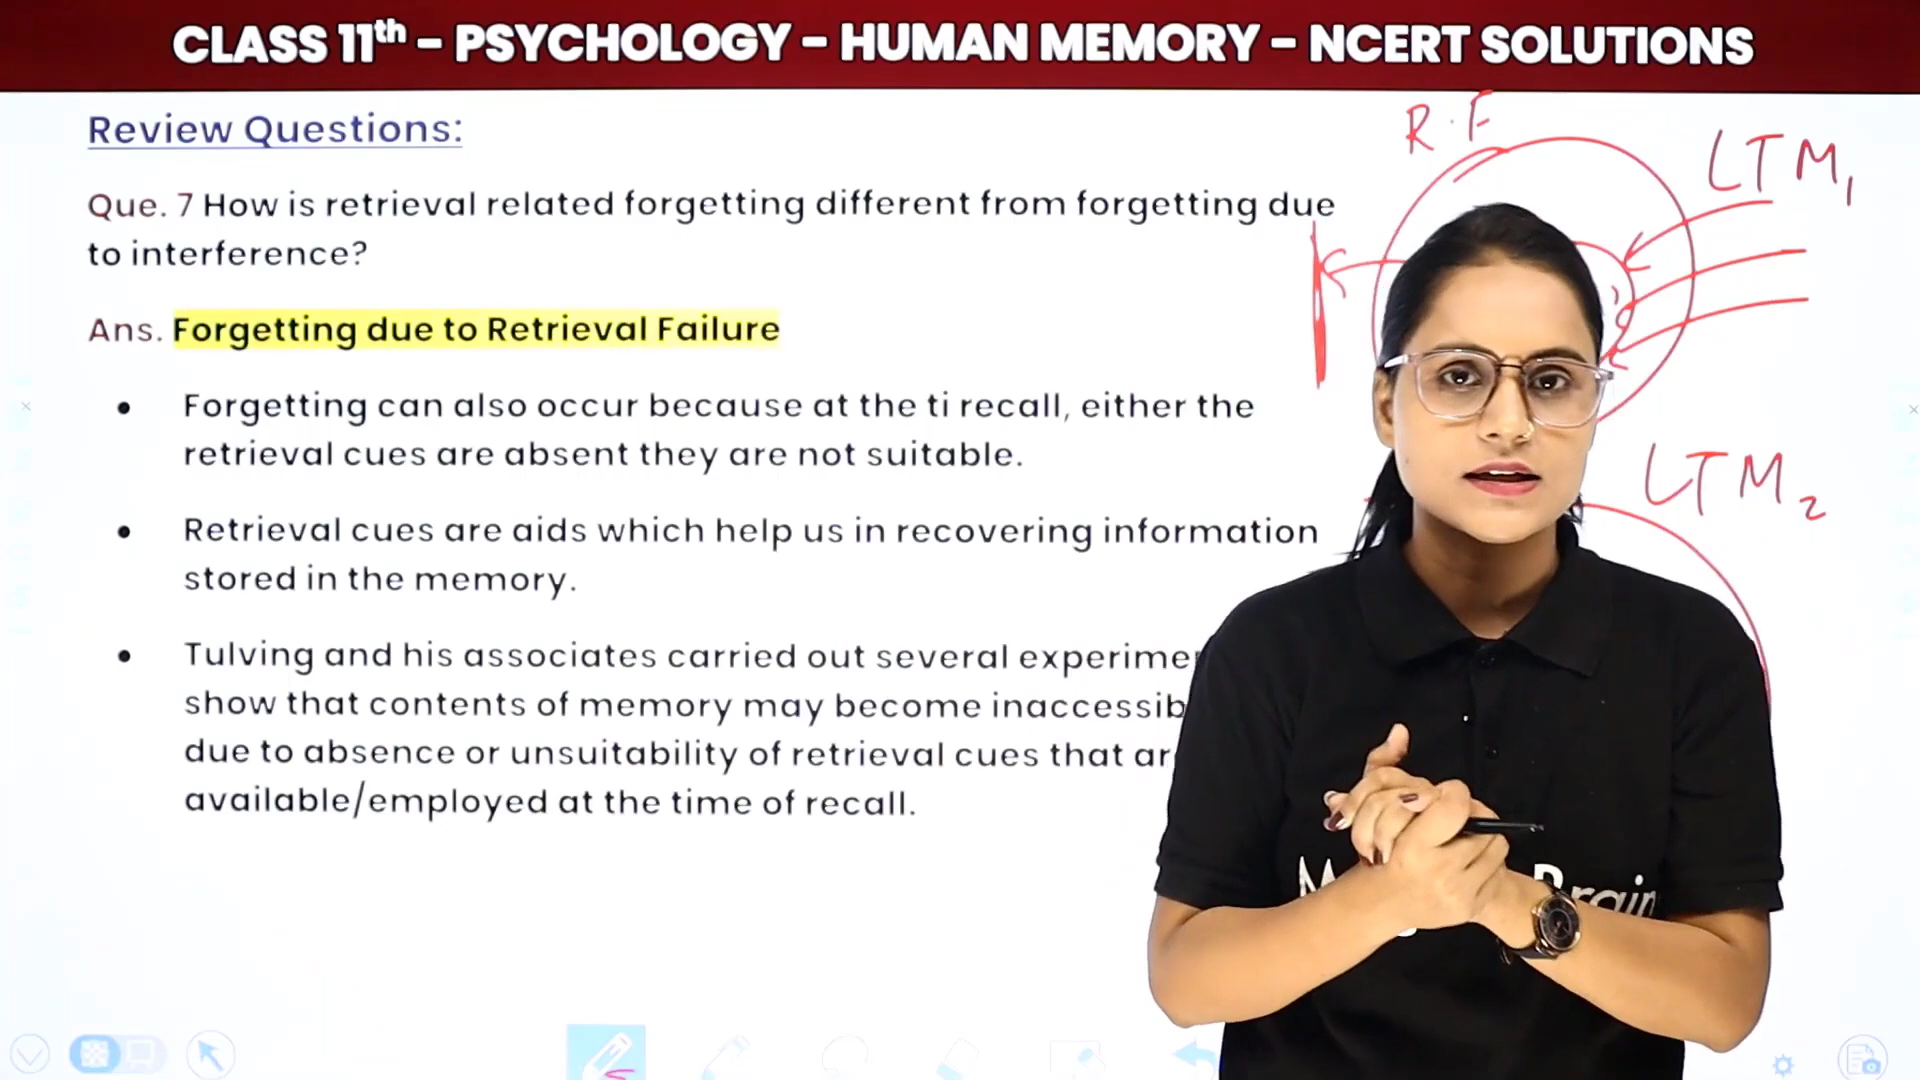 CLASS 11th – PSYCHOLOGY – HUMAN MEMORY – NCERT SOLUTIONS
Review Questions:
R.F
LTM1
Que. 7 How is retrieval related forgetting different from forgetting due
to interference?
Ans. Forgetting due to Retrieval Failure
Forgetting can also occur because at the ti recall, either the
retrieval cues are absent they are not suitable.
LTM2
Retrieval cues are aids which help us in recovering information
stored in the memory.
Tulving and his associates carried out several
show that contents of memory may become
due to absence or unsuitability of retrieval cues that
available/employed at the time of recall.